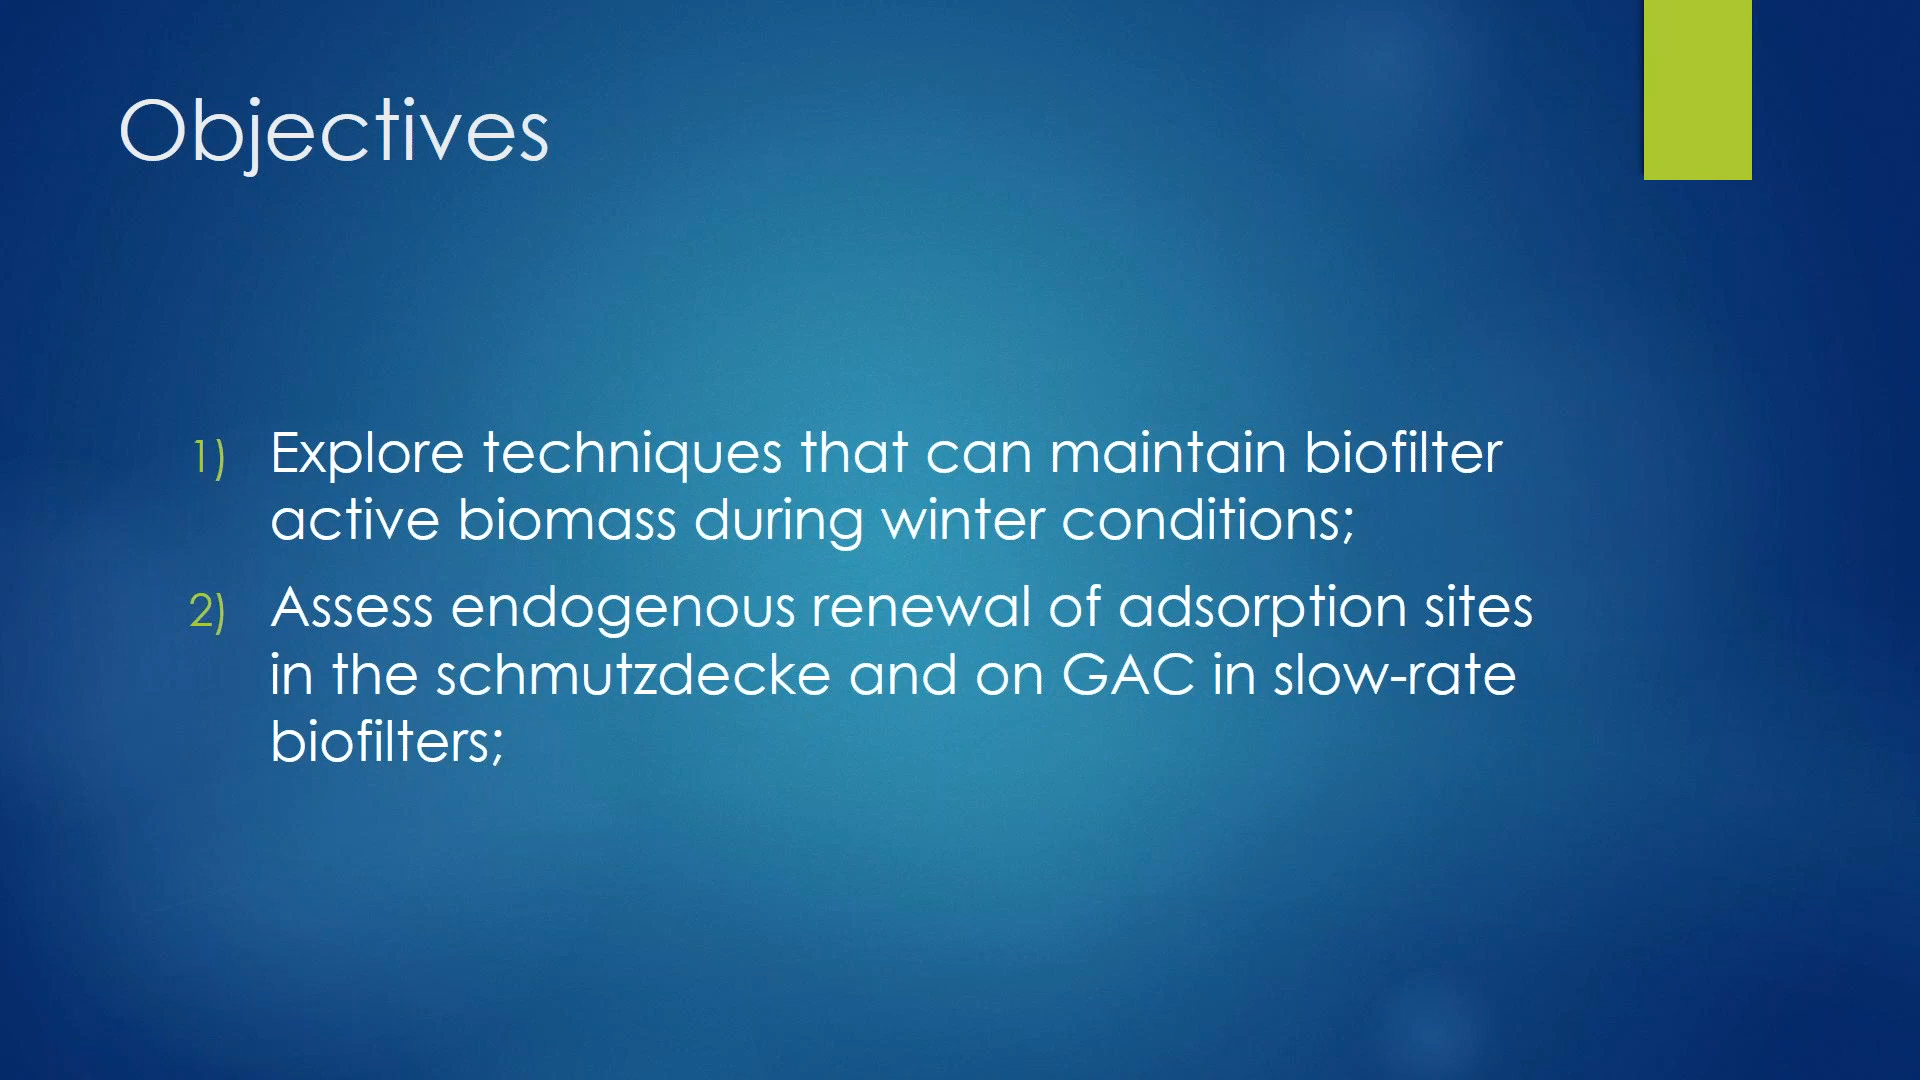 Objectives
1) Explore techniques that can maintain biofilter
active biomass during winter conditions;
2) Assess endogenous renewal of adsorption sites
in the schmutzdecke and on GAC in slow-rate
biofilters;